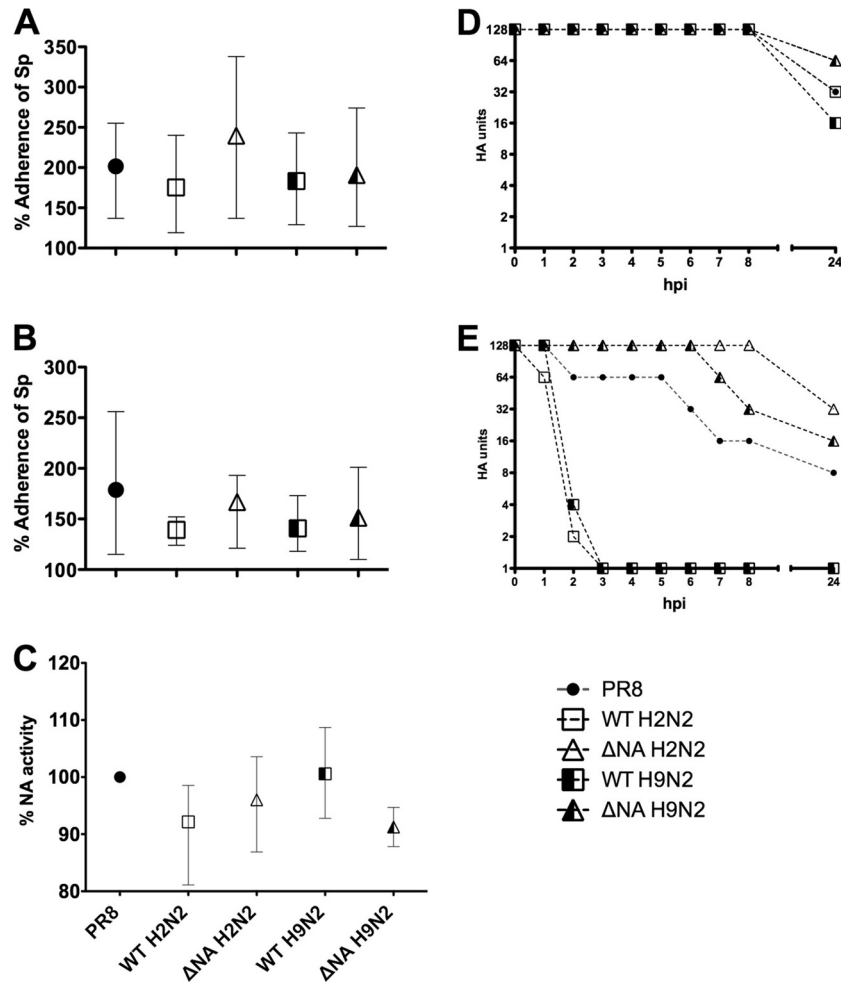 A
% Adherence of Sp
350
300
250
200
150
100
B
% Adherence of Sp
300
200
150
100
C
% NA activity
120
110
100
90
80
PR8
WT H2N2
ΔNA H2N2
WT H9N2
ΔNA H9N2
D
HA units
128
64
32
16
8
4
2
1
0 1 2 3 4 5 6 7 8 24
hpi
E
HA units
128
64
32
16
8
4
2
1
0 1 2 3 4 5 6 7 8 24
hpi
PR8
WT H2N2
ΔNA H2N2
WT H9N2
ΔNA H9N2